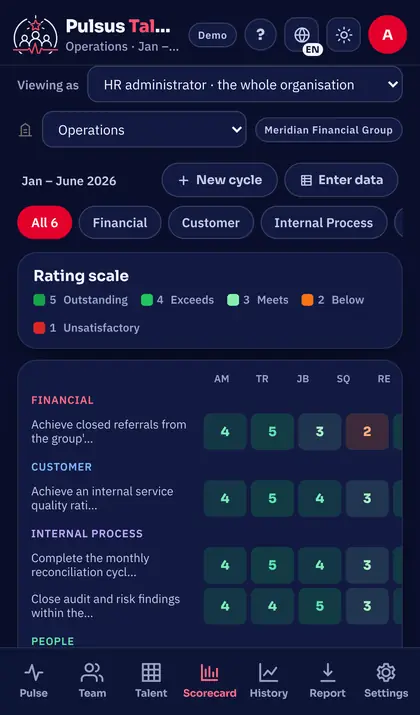 Pulsus Tal...
Operations · Jan –...
Demo
?
EN
A
Viewing as
HR administrator · the whole organisation
Operations
Meridian Financial Group
Jan – June 2026
+ New cycle
Enter data
All 6
Financial
Customer
Internal Process
Rating scale
5 Outstanding
4 Exceeds
3 Meets
2 Below
1 Unsatisfactory
AM TR JB SQ RE
FINANCIAL
Achieve closed referrals from
the group'...
4 5 3 2
CUSTOMER
Achieve an internal service
quality rati...
4 5 4 3
INTERNAL PROCESS
Complete the monthly
reconciliation cycl...
4 5 4 3
Close audit and risk findings
within the...
4 4 5 3
PEOPLE
Pulse
Team
Talent
Scorecard
History
Report
Settings